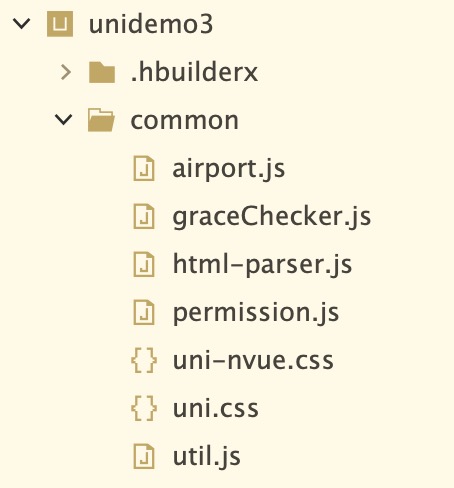 unidemo3
.hbuilderx
common
airport.js
graceChecker.js
html-parser.js
permission.js
uni-nvue.css
uni.css
util.js